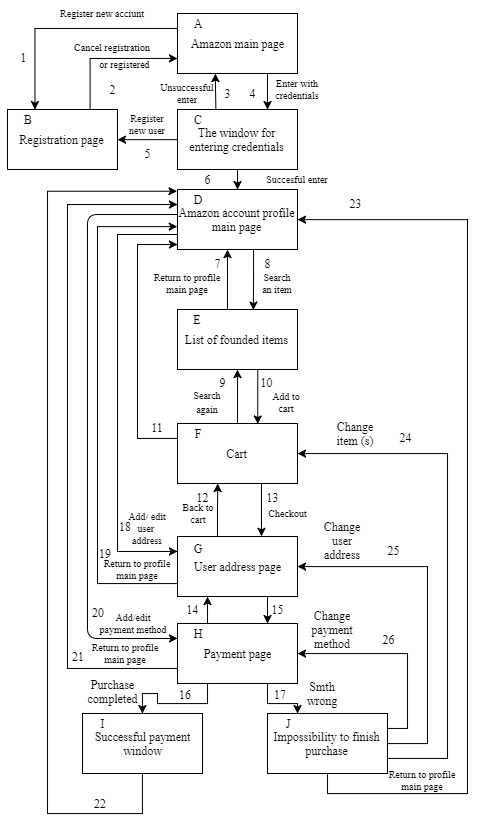 Register new account
A
Amazon main page
1
Cancel registration
or registered
2
Unsuccessful
enter
3
4
Enter with
credentials
B
Registration page
Register
new user
5
C
The window for
entering credentials
6
Succesful enter
23
D
Amazon account profile
main page
7
8
Return to profile
main page
Search
an item
E
List of founded items
9
10
Search
again
Add to
cart
11
F
Cart
Change
item (s)
24
12
13
Back to
cart
Checkout
18
Add/ edit
user
address
G
User address page
Change
user
address
25
19
Return to profile
main page
14
15
20
Add/edit
payment method
H
Payment page
Change
payment
method
26
21
Return to profile
main page
Purchase
completed
16
17
Smth
wrong
I
Successful payment
window
J
Impossibility to finish
purchase
Return to profile
main page
22